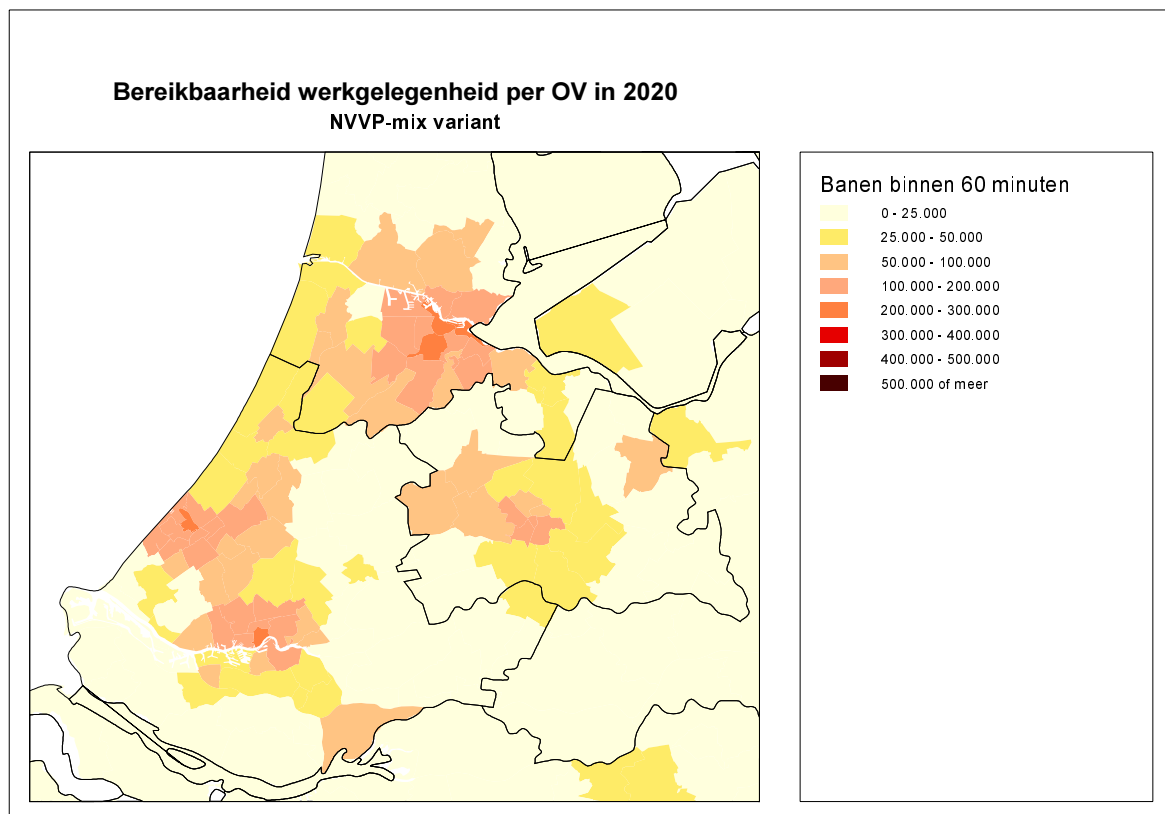 Bereikbaarheid werkgelegenheid per OV in 2020
NVVP-mix variant
Banen binnen 60 minuten
0 - 25.000
25.000 - 50.000
50.000 - 100.000
100.000 - 200.000
200.000 - 300.000
300.000 - 400.000
400.000 - 500.000
500.000 of meer